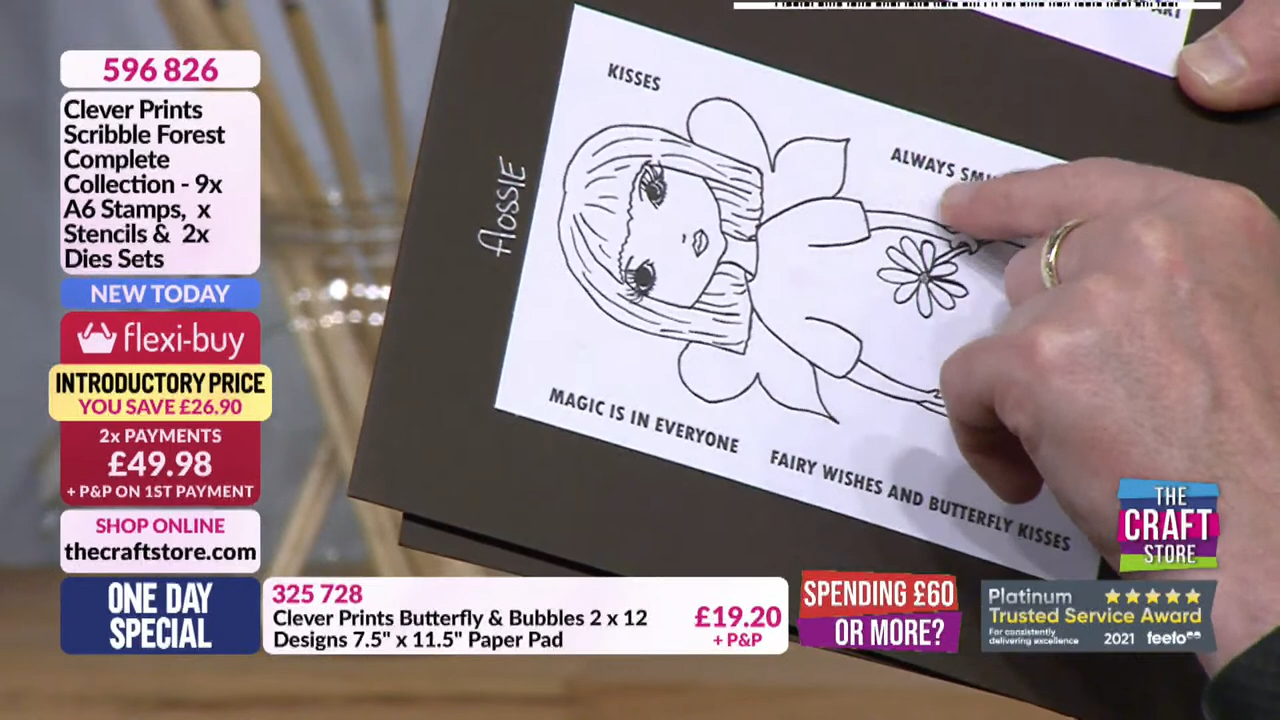 596 826
Clever Prints
Scribble Forest
Complete
Collection - 9x
A6 Stamps, x
Stencils & 2x
Dies Sets
NEW TODAY
flexi-buy
INTRODUCTORY PRICE
YOU SAVE £26.90
2x PAYMENTS
£49.98
+ P&P ON 1ST PAYMENT
SHOP ONLINE
thecraftstore.com
ONE DAY
SPECIAL
325 728
Clever Prints Butterfly & Bubbles 2 x 12
Designs 7.5" x 11.5" Paper Pad
£19.20
+ P&P
SPENDING £60
OR MORE?
Platinum
Trusted Service Award
For consistently
delivering excellence
2021 feefo
THE
CRAFT
STORE
flossie
KISSES
ALWAYS
MAGIC IS IN EVERYONE
FAIRY WISHES AND BUTTERFLY KISSES